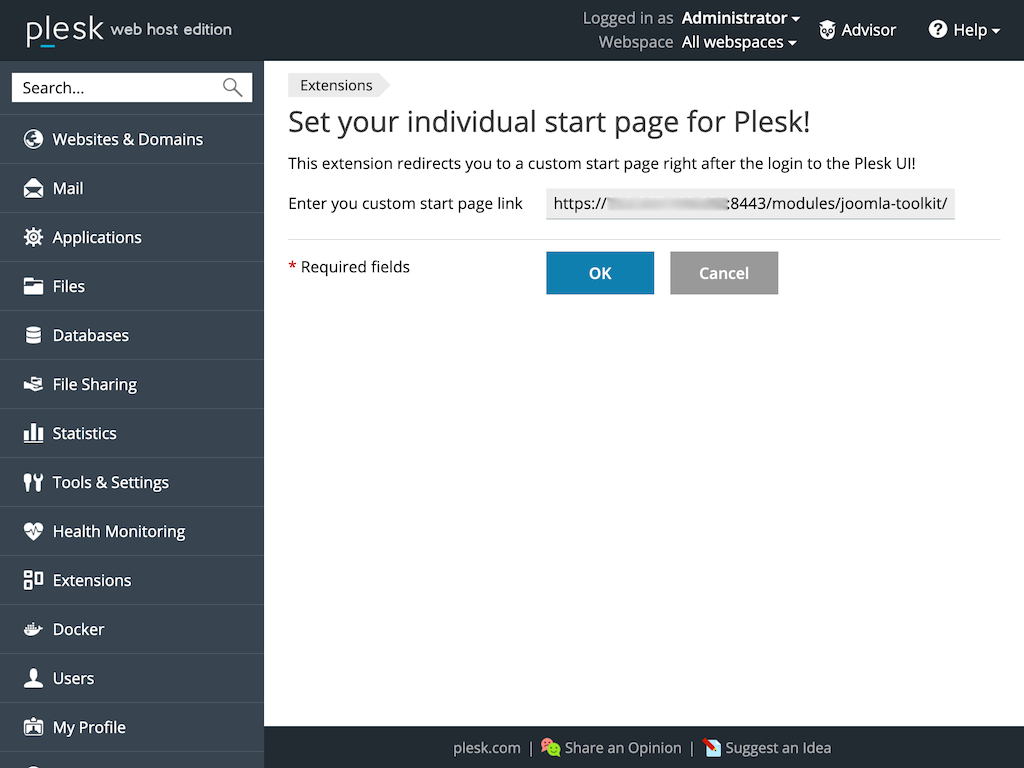 plesk web host edition
Logged in as Administrator
Webspace All webspaces
Advisor
Help
Search...
Websites & Domains
Mail
Applications
Files
Databases
File Sharing
Statistics
Tools & Settings
Health Monitoring
Extensions
Docker
Users
My Profile
Extensions
Set your individual start page for Plesk!
This extension redirects you to a custom start page right after the login to the Plesk UI!
Enter you custom start page link
https:// :8443/modules/joomla-toolkit/
* Required fields
OK
Cancel
plesk.com | Share an Opinion | Suggest an Idea